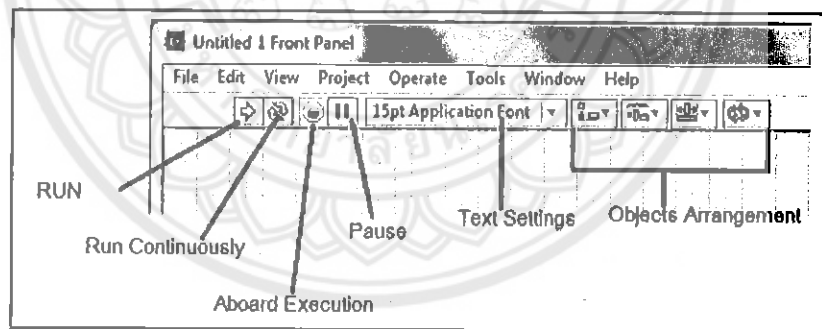 Untitled 1 Front Panel
File Edit View Project Operate Tools Window Help
15pt Application Font
RUN
Run Continuously
Aboard Execution
Pause
Text Settings
Objects Arrangement